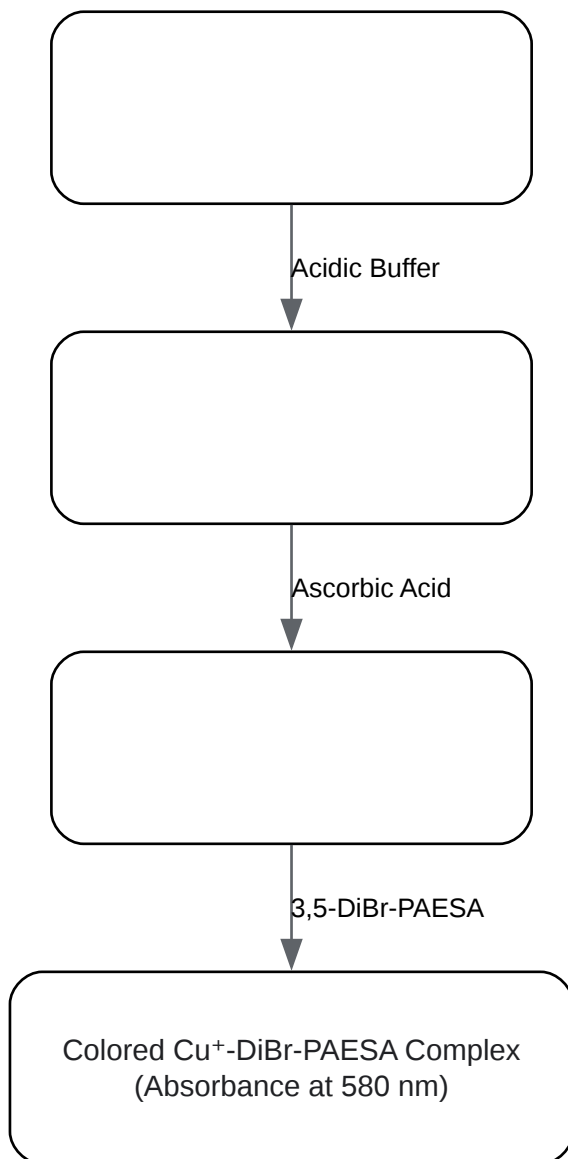 Acidic Buffer
Ascorbic Acid
3,5-DiBr-PAESA
Colored Cu⁺-DiBr-PAESA Complex
(Absorbance at 580 nm)